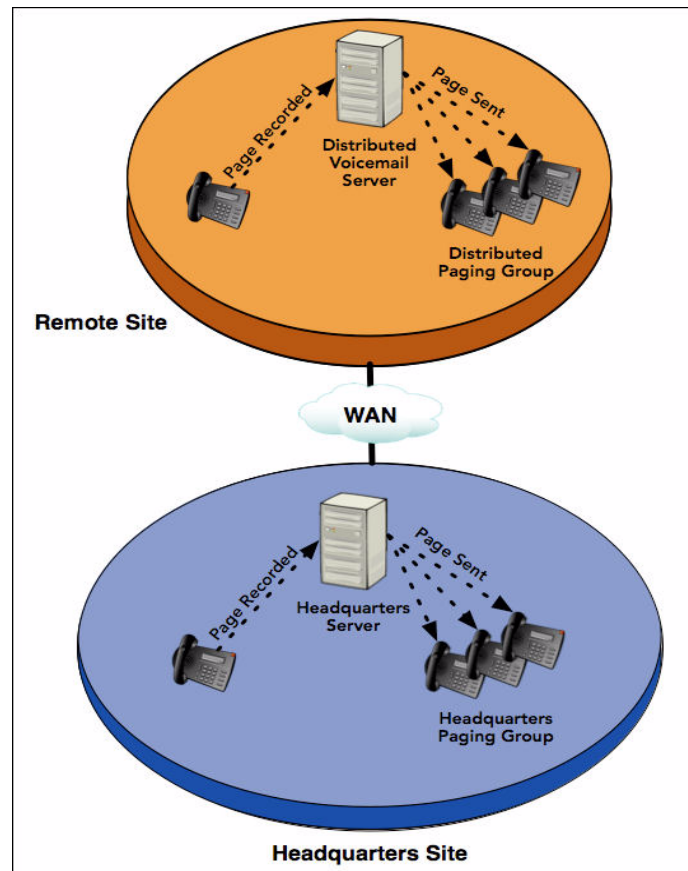 Page Recorded
Page Sent
Distributed
Voicemail
Server
Distributed
Paging Group
Remote Site
WAN
Page Recorded
Page Sent
Headquarters
Server
Headquarters
Paging Group
Headquarters Site